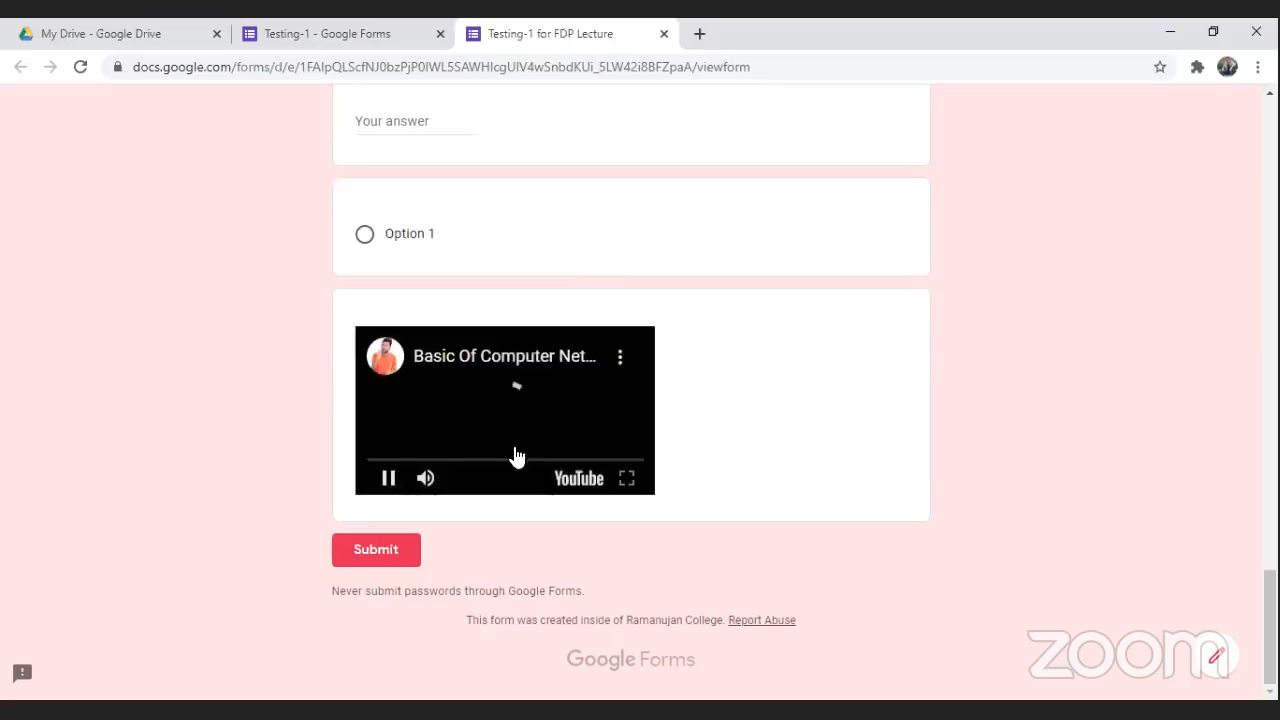 My Drive - Google Drive
Testing-1 - Google Forms
Testing-1 for FDP Lecture
docs.google.com/forms/d/e/1FAIpQLScfNJ0bzPjP0IWL5SAWHIcgUIV4wSnbdKUi_5LW42i8BFZpaA/viewform
Your answer
Option 1
Basic Of Computer Net...
YouTube
Submit
Never submit passwords through Google Forms.
This form was created inside of Ramanujan College. Report Abuse
Google Forms
zoom